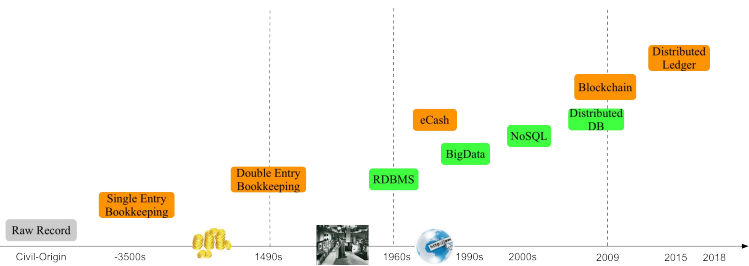 Distributed
Ledger
Blockchain
eCash
Distributed
DB
NoSQL
BigData
Double Entry
Bookkeeping
RDBMS
Single Entry
Bookkeeping
Raw Record
Civil-Origin
-3500s
1490s
1960s
1990s
2000s
2009
2015
2018